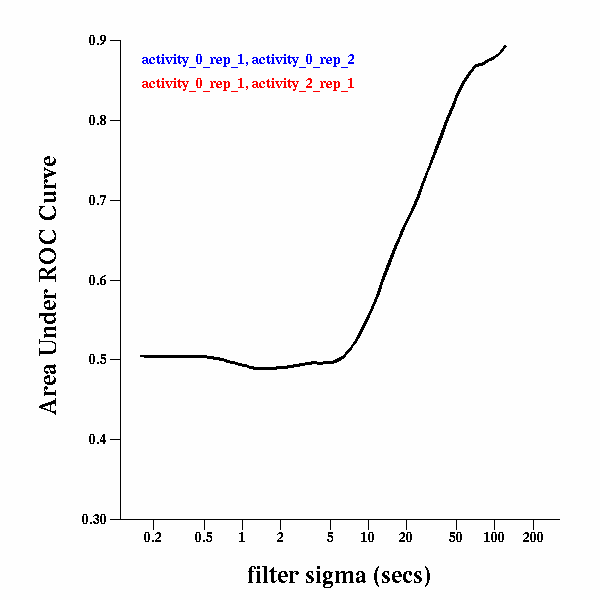 0.9
activity_0_rep_1, activity_0_rep_2
activity_0_rep_1, activity_2_rep_1
0.8
0.7
0.6
0.5
0.4
0.30
Area Under ROC Curve
0.2 0.5 1 2 5 10 20 50 100 200
filter sigma (secs)